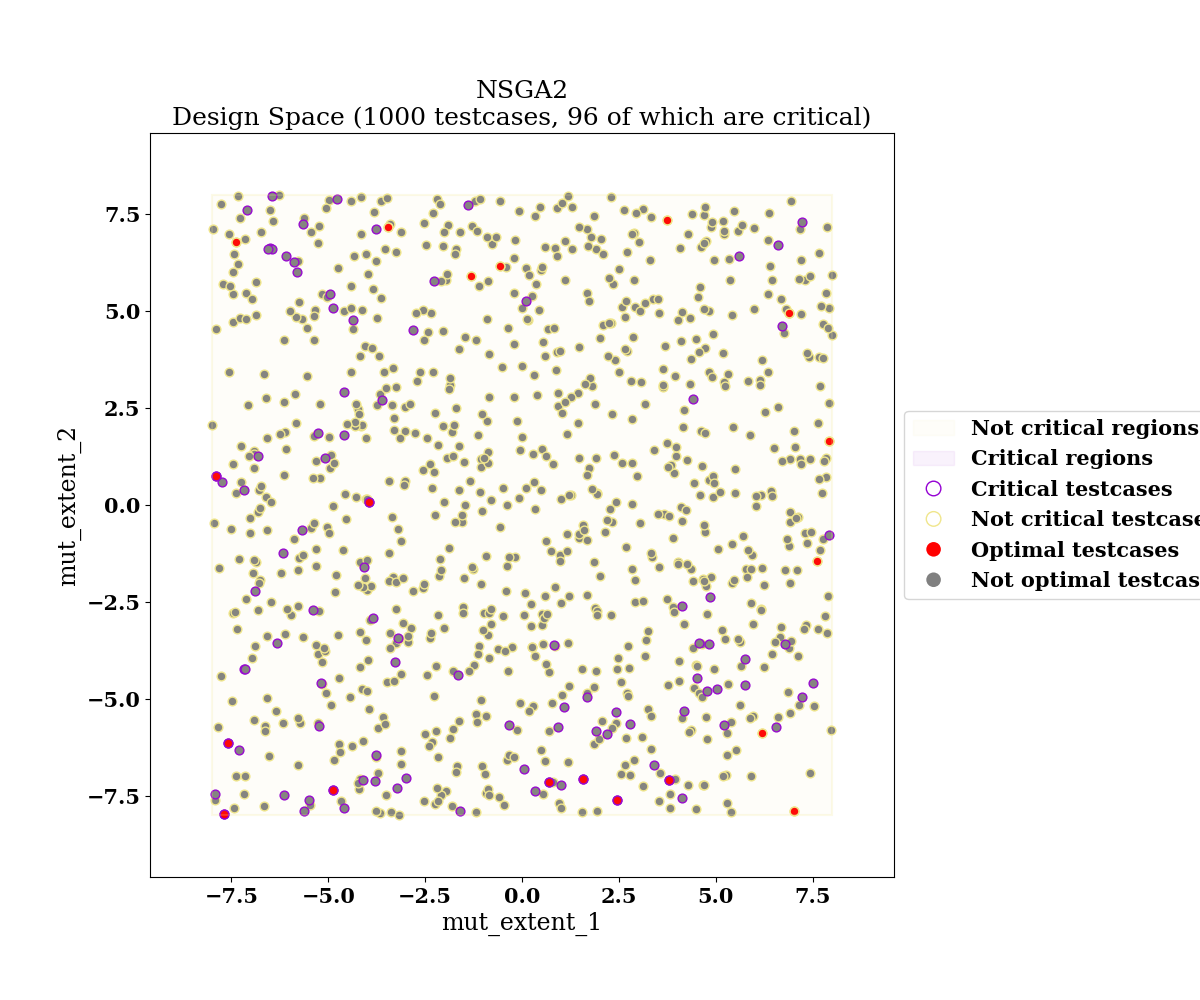 NSGA2
Design Space (1000 testcases, 96 of which are critical)
7.5
5.0
2.5
0.0
−2.5
−5.0
−7.5
mut_extent_2
−7.5
−5.0
−2.5
0.0
2.5
5.0
7.5
mut_extent_1
Not critical regions
Critical regions
Critical testcases
Not critical testcase
Optimal testcases
Not optimal testcas